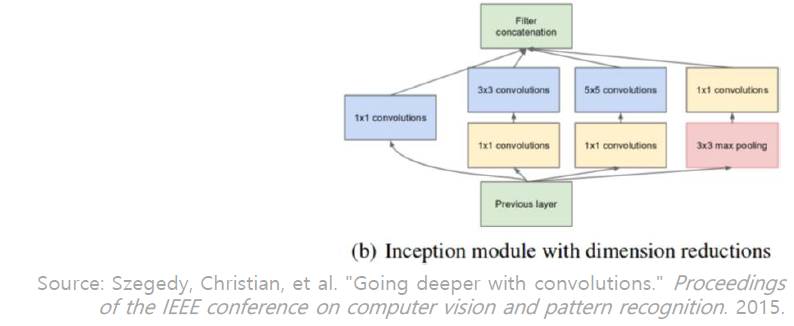 Filter
concatenation
3x3 convolutions
5x5 convolutions
1x1 convolutions
1x1 convolutions
1x1 convolutions
1x1 convolutions
3x3 max pooling
Previous layer
(b) Inception module with dimension reductions
Source: Szegedy, Christian, et al. "Going deeper with convolutions." Proceedings
of the IEEE conference on computer vision and pattern recognition. 2015.